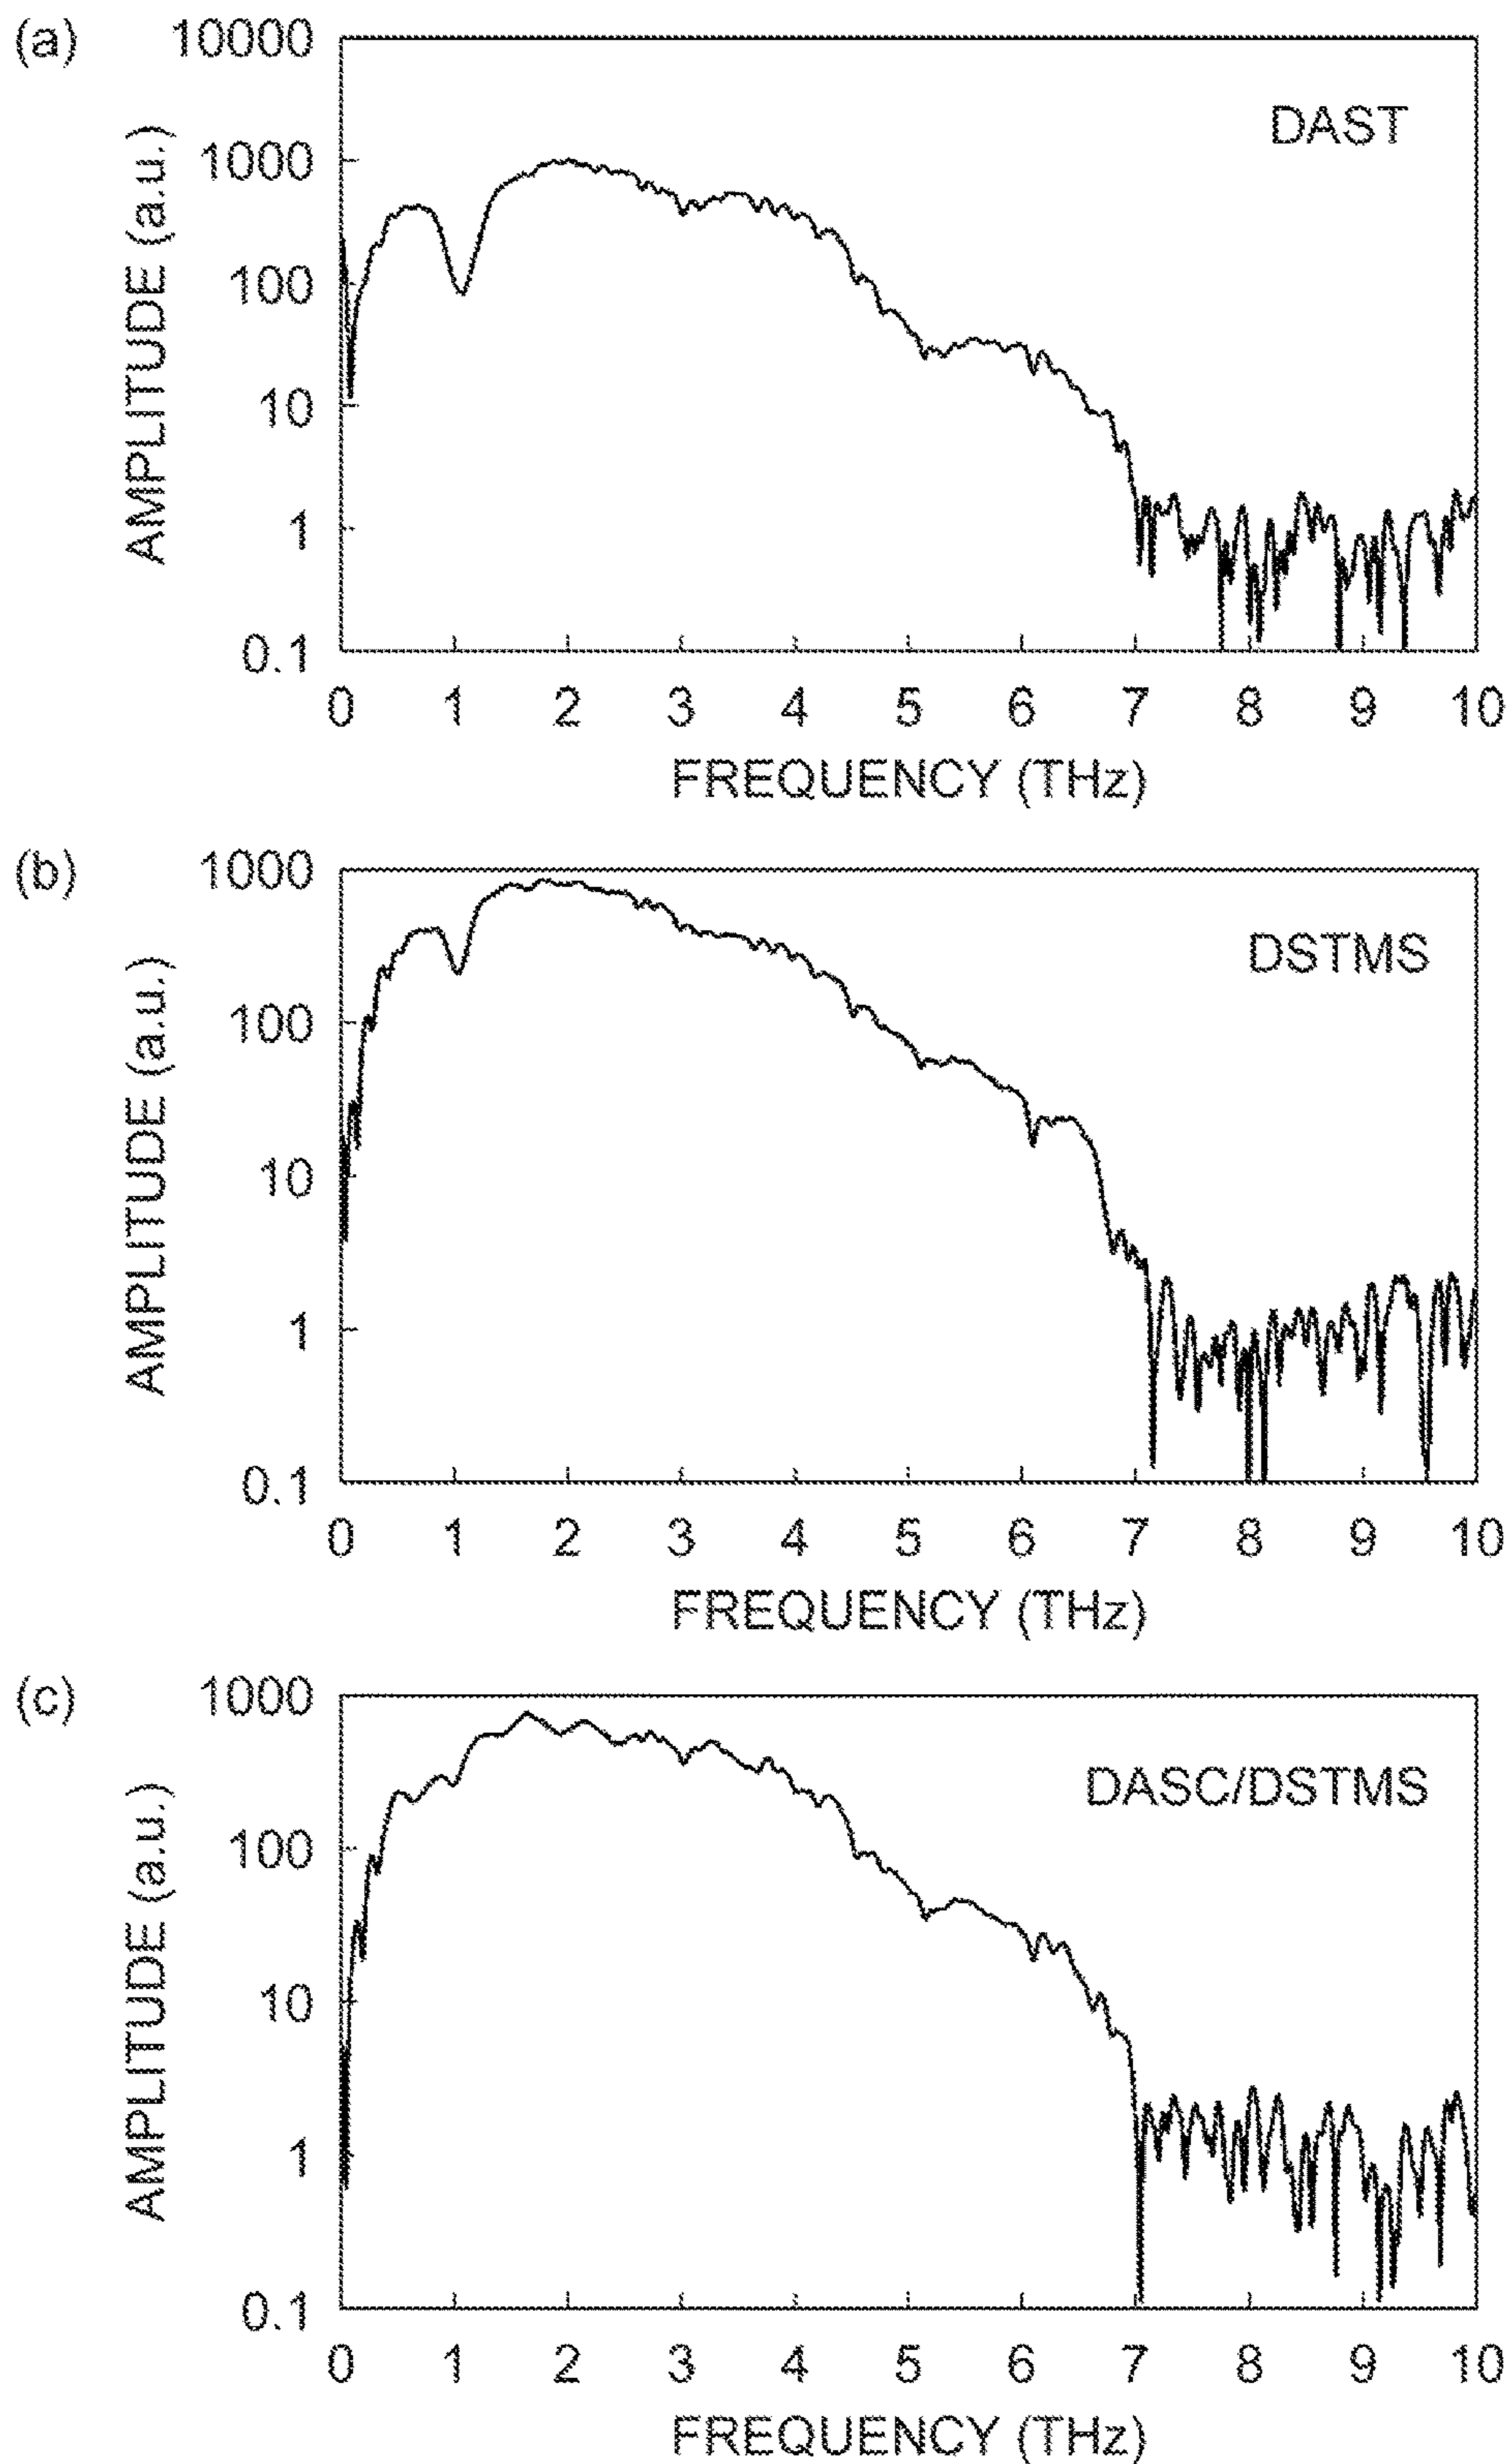 (a)
10000
1000
100
10
1
0.1
AMPLITUDE (a.u.)
DAST
0 1 2 3 4 5 6 7 8 9 10
FREQUENCY (THz)
(b)
1000
100
10
1
0.1
AMPLITUDE (a.u.)
DSTMS
0 1 2 3 4 5 6 7 8 9 10
FREQUENCY (THz)
(c)
1000
100
10
1
0.1
AMPLITUDE (a.u.)
DASC/DSTMS
0 1 2 3 4 5 6 7 8 9 10
FREQUENCY (THz)